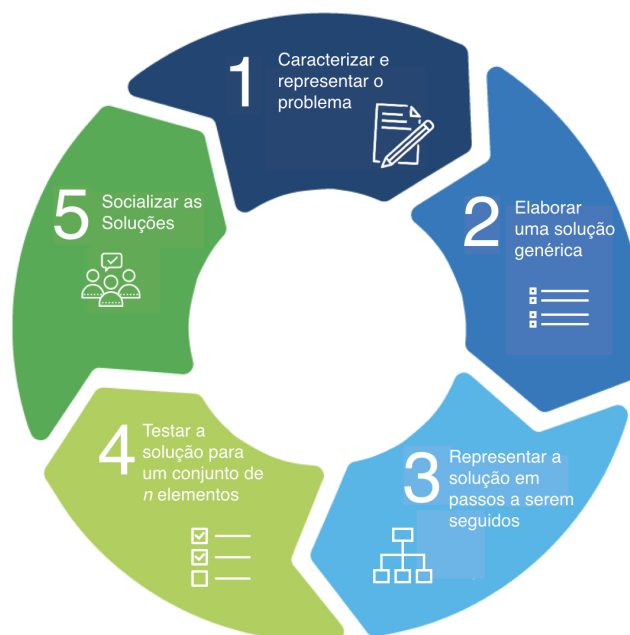 1
Caracterizar e
representar o
problema
2
Elaborar
uma solução
genérica
3
Representar a
solução em
passos a serem
seguidos
4
Testar a
solução para
um conjunto de
n elementos
5
Socializar as
Soluções